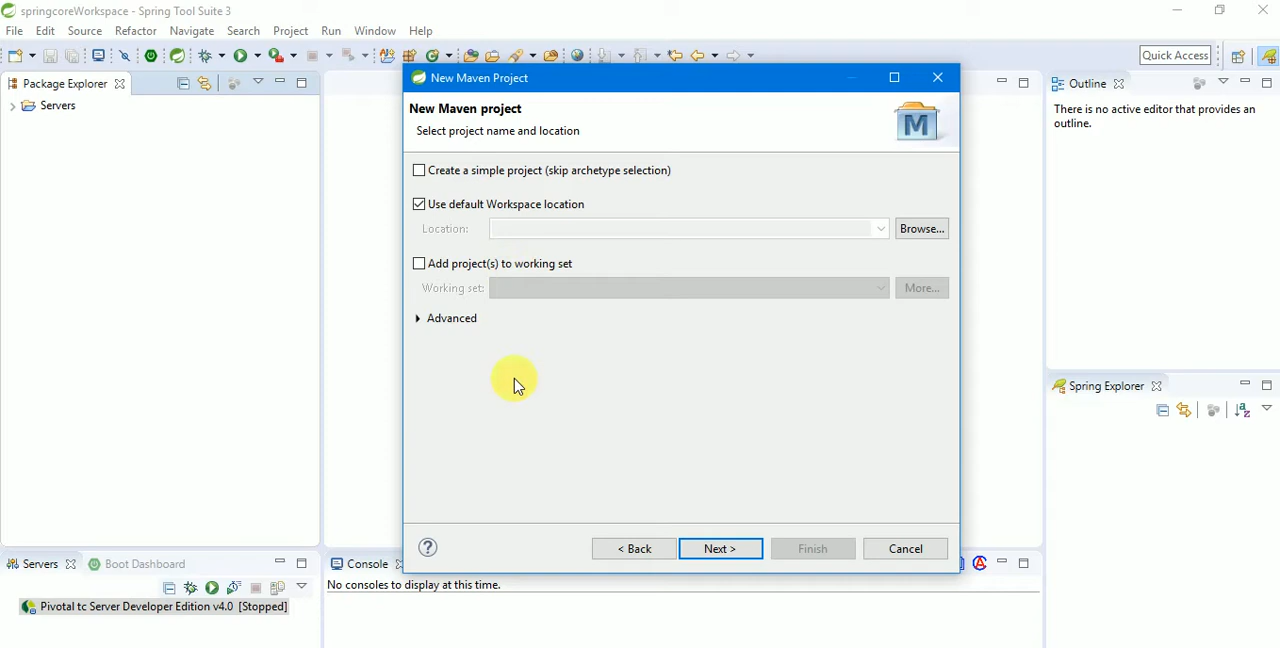 springcoreWorkspace - Spring Tool Suite 3
File Edit Source Refactor Navigate Search Project Run Window Help
Quick Access
Package Explorer
Servers
New Maven Project
New Maven project
Select project name and location
M
Create a simple project (skip archetype selection)
Use default Workspace location
Location:
Browse...
Add project(s) to working set
Working set:
More...
Advanced
?
< Back
Next >
Finish
Cancel
Outline
There is no active editor that provides an
outline.
Spring Explorer
Servers
Boot Dashboard
Pivotal tc Server Developer Edition v4.0 [Stopped]
Console
No consoles to display at this time.